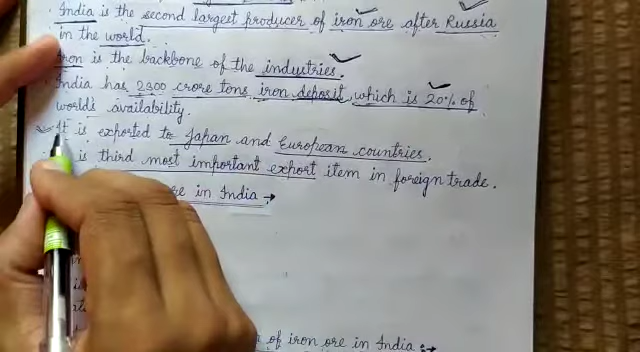 India is the second largest producer of iron ore after Russia
in the world.
Iron is the backbone of the industries.
India has 2300 crore tons iron deposit, which is 20% of
world's availability.
It is exported to Japan and European countries.
is third most important export item in foreign trade.
re in India →
of iron ore in India :→